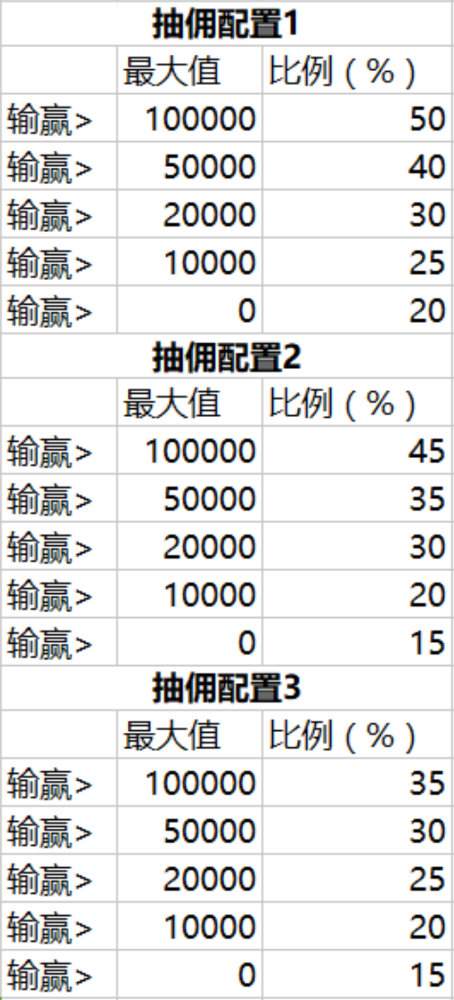 抽佣配置1
最大值 比例（%）
输赢> 100000 50
输赢> 50000 40
输赢> 20000 30
输赢> 10000 25
输赢> 0 20
抽佣配置2
最大值 比例（%）
输赢> 100000 45
输赢> 50000 35
输赢> 20000 30
输赢> 10000 20
输赢> 0 15
抽佣配置3
最大值 比例（%）
输赢> 100000 35
输赢> 50000 30
输赢> 20000 25
输赢> 10000 20
输赢> 0 15